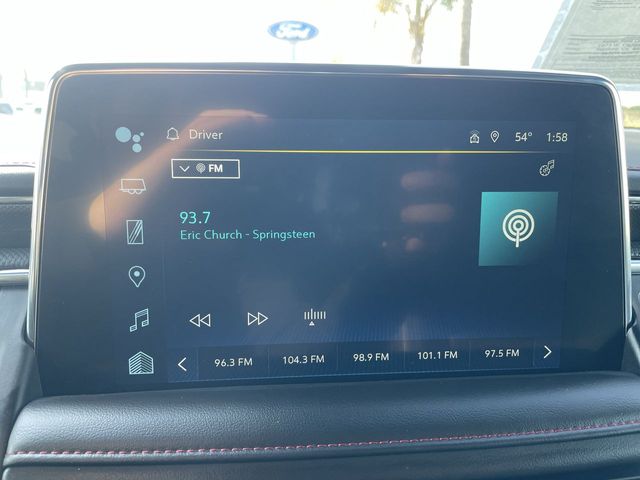 Ford
Driver 54° 1:58
FM
93.7
Eric Church - Springsteen
96.3 FM 104.3 FM 98.9 FM 101.1 FM 97.5 FM